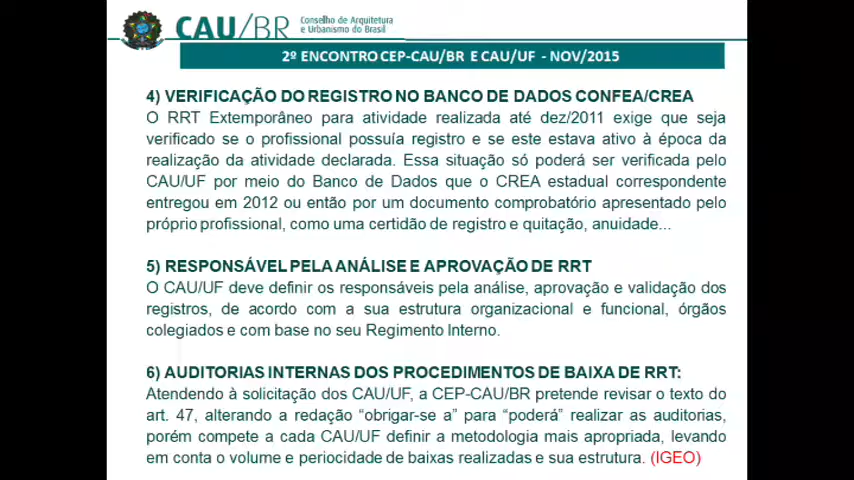 CAU/BR Conselho de Arquitetura
e Urbanismo do Brasil
2º ENCONTRO CEP-CAU/BR E CAU/UF - NOV/2015
4) VERIFICAÇÃO DO REGISTRO NO BANCO DE DADOS CONFEA/CREA
O RRT Extemporâneo para atividade realizada até dez/2011 exige que seja
verificado se o profissional possuía registro e se este estava ativo à época da
realização da atividade declarada. Essa situação só poderá ser verificada pelo
CAU/UF por meio do Banco de Dados que o CREA estadual correspondente
entregou em 2012 ou então por um documento comprobatório apresentado pelo
próprio profissional, como uma certidão de registro e quitação, anuidade...
5) RESPONSÁVEL PELA ANÁLISE E APROVAÇÃO DE RRT
O CAU/UF deve definir os responsáveis pela análise, aprovação e validação dos
registros, de acordo com a sua estrutura organizacional e funcional, órgãos
colegiados e com base no seu Regimento Interno.
6) AUDITORIAS INTERNAS DOS PROCEDIMENTOS DE BAIXA DE RRT:
Atendendo à solicitação dos CAU/UF, a CEP-CAU/BR pretende revisar o texto do
art. 47, alterando a redação “obrigar-se a” para “poderá” realizar as auditorias,
porém compete a cada CAU/UF definir a metodologia mais apropriada, levando
em conta o volume e periocidade de baixas realizadas e sua estrutura. (IGEO)